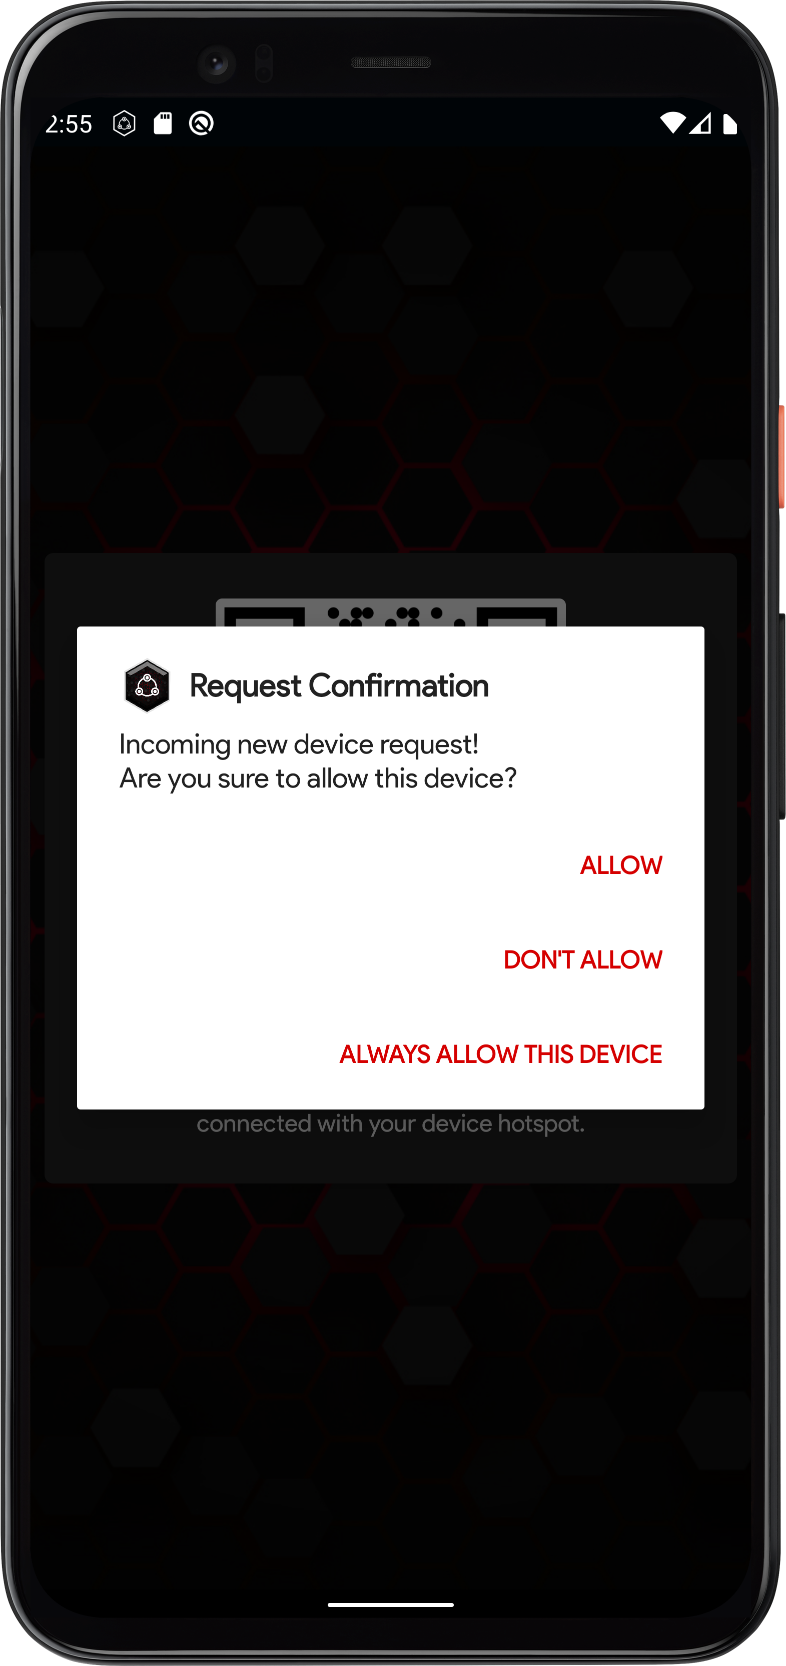 2:55
Request Confirmation
Incoming new device request!
Are you sure to allow this device?
ALLOW
DON'T ALLOW
ALWAYS ALLOW THIS DEVICE
connected with your device hotspot.